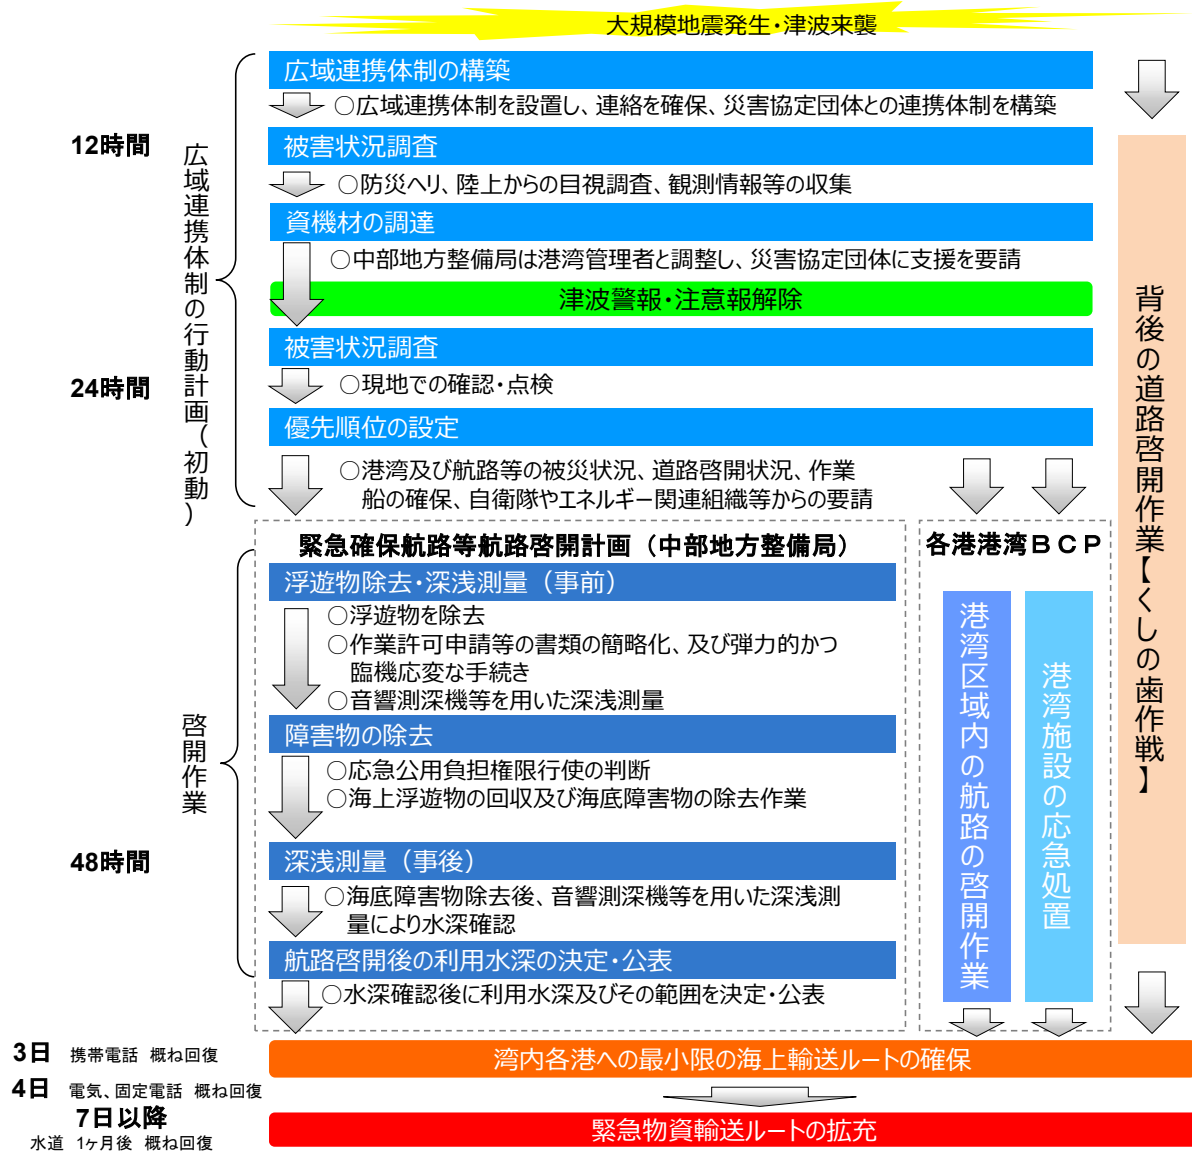 大規模地震発生・津波来襲
広域連携体制の構築
○広域連携体制を設置し、連絡を確保、災害協定団体との連携体制を構築
12時間
被害状況調査
○防災ヘリ、陸上からの目視調査、観測情報等の収集
資機材の調達
○中部地方整備局は港湾管理者と調整し、災害協定団体に支援を要請
津波警報・注意報解除
被害状況調査
24時間
○現地での確認・点検
優先順位の設定
○港湾及び航路等の被災状況、道路啓開状況、作業
船の確保、自衛隊やエネルギー関連組織等からの要請
広域連携体制の行動計画(初動)
緊急確保航路等航路啓開計画（中部地方整備局）
浮遊物除去・深浅測量（事前）
○浮遊物を除去
○作業許可申請等の書類の簡略化、及び弾力的かつ
臨機応変な手続き
○音響測深機等を用いた深浅測量
障害物の除去
○応急公用負担権限行使の判断
○海上浮遊物の回収及び海底障害物の除去作業
啓開作業
48時間
深浅測量（事後）
○海底障害物除去後、音響測深機等を用いた深浅測
量により水深確認
航路啓開後の利用水深の決定・公表
○水深確認後に利用水深及びその範囲を決定・公表
各港港湾ＢＣＰ
港湾区域内の航路の啓開作業
港湾施設の応急処置
背後の道路啓開作業【くしの歯作戦】
3日 携帯電話 概ね回復
湾内各港への最小限の海上輸送ルートの確保
4日 電気、固定電話 概ね回復
7日以降
水道 1ヶ月後 概ね回復
緊急物資輸送ルートの拡充